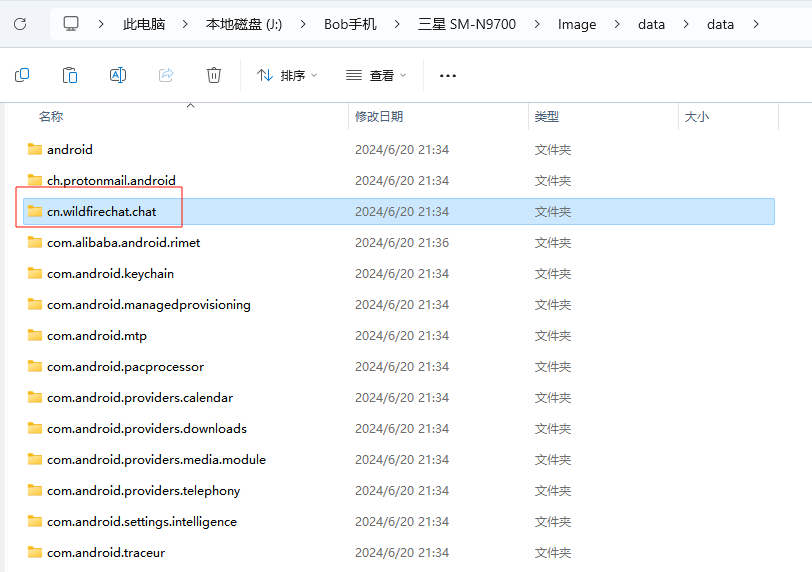 此电脑 本地磁盘 (J:) Bob手机 三星 SM-N9700 Image data data
排序 查看
名称 修改日期 类型 大小
android 2024/6/20 21:34 文件夹
ch.protonmail.android 2024/6/20 21:34 文件夹
cn.wildfirechat.chat 2024/6/20 21:34 文件夹
com.alibaba.android.rimet 2024/6/20 21:36 文件夹
com.android.keychain 2024/6/20 21:34 文件夹
com.android.managedprovisioning 2024/6/20 21:34 文件夹
com.android.mtp 2024/6/20 21:34 文件夹
com.android.pacprocessor 2024/6/20 21:34 文件夹
com.android.providers.calendar 2024/6/20 21:34 文件夹
com.android.providers.downloads 2024/6/20 21:34 文件夹
com.android.providers.media.module 2024/6/20 21:34 文件夹
com.android.providers.telephony 2024/6/20 21:34 文件夹
com.android.settings.intelligence 2024/6/20 21:34 文件夹
com.android.traceur 2024/6/20 21:34 文件夹